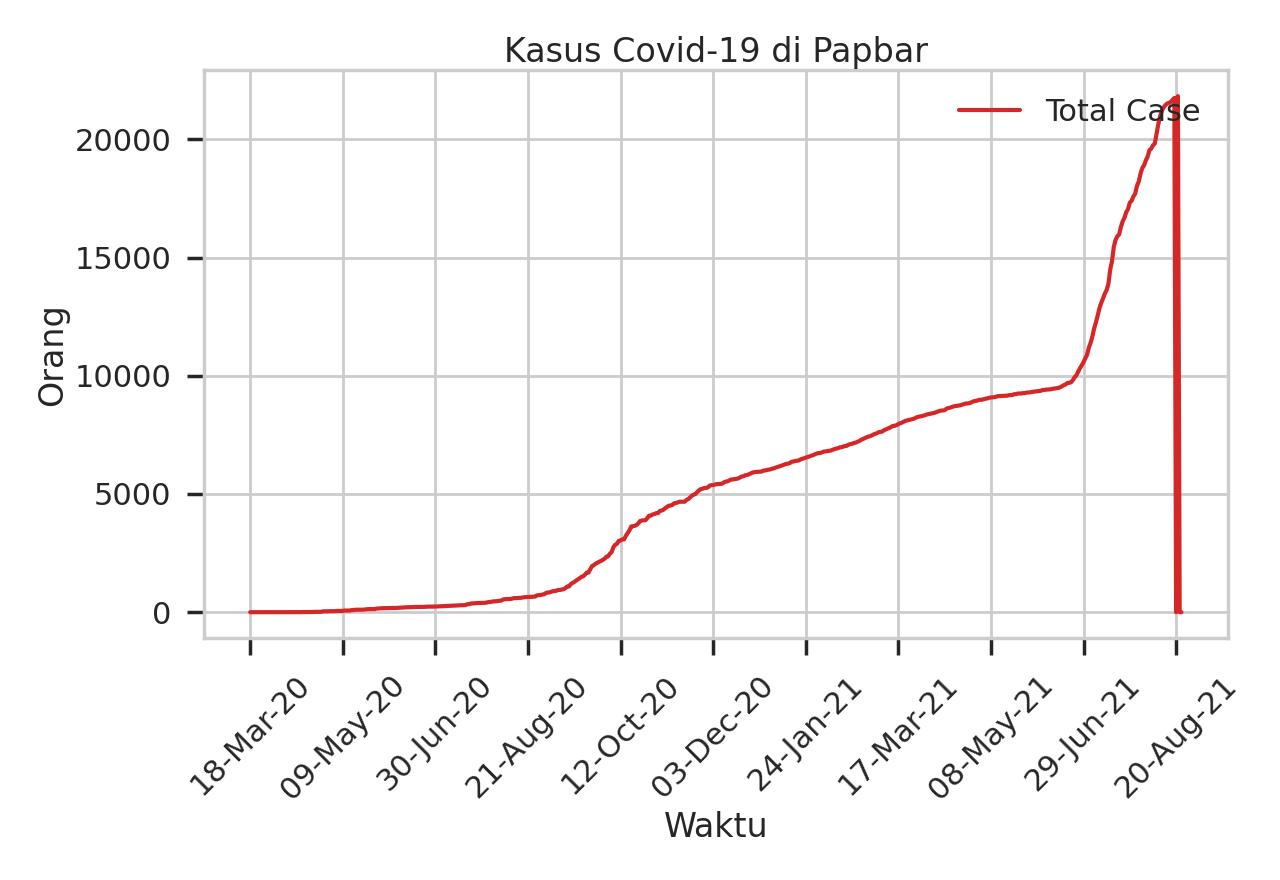 Kasus Covid-19 di Papbar
Total Case
Orang
20000
15000
10000
5000
0
18-Mar-20
09-May-20
30-Jun-20
21-Aug-20
12-Oct-20
03-Dec-20
24-Jan-21
17-Mar-21
08-May-21
29-Jun-21
20-Aug-21
Waktu